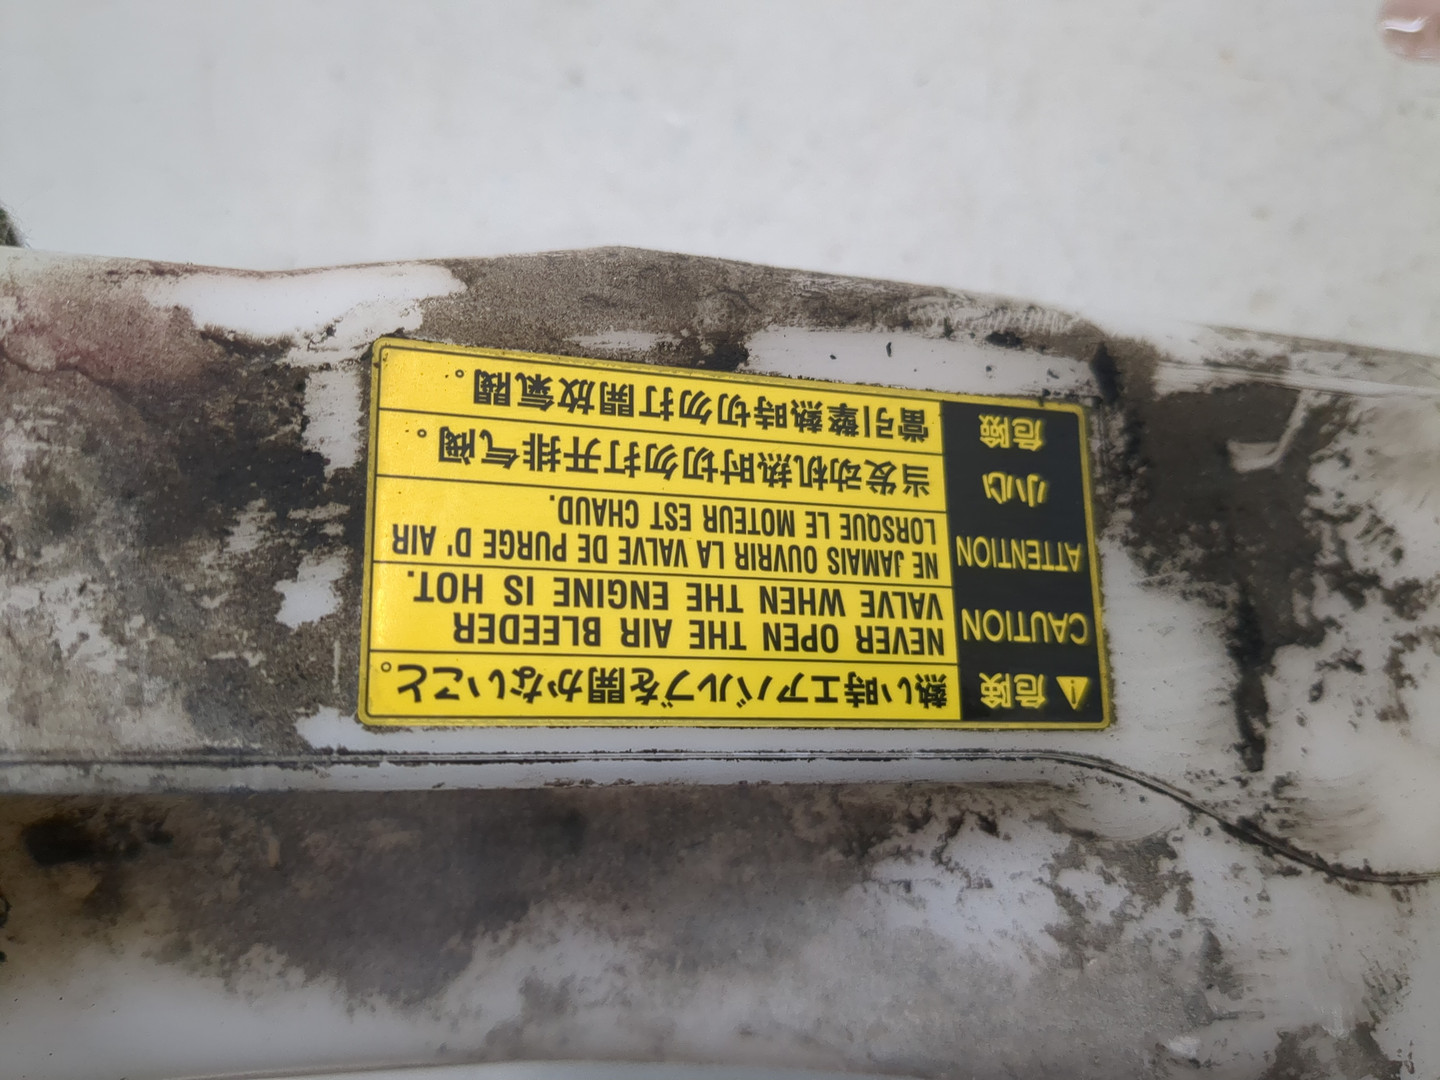 ⚠危険
熱い時エアバルブを開かないこと。
CAUTION
NEVER OPEN THE AIR BLEEDER
VALVE WHEN THE ENGINE IS HOT.
ATTENTION
NE JAMAIS OUVRIR LA VALVE DE PURGE D'AIR
LORSQUE LE MOTEUR EST CHAUD.
小心
当发动机热时切勿打开排气阀。
危險
當引擎熱時切勿打開放氣閥。